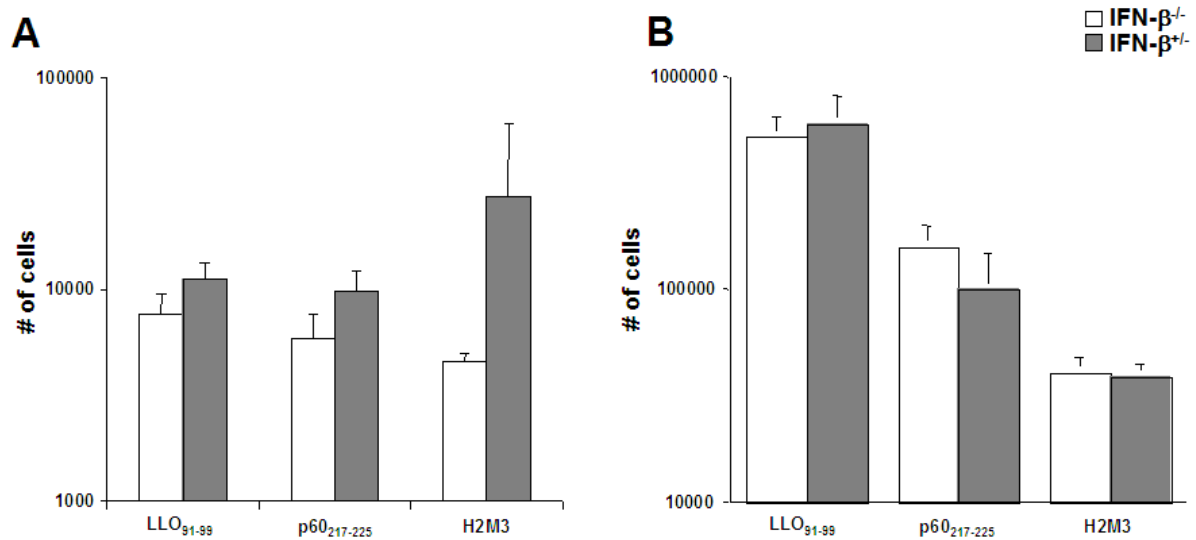 A
# of cells
100000
10000
1000
LLO₉₁₋₉₉
p60₂₁₇₋₂₂₅
H2M3
B
IFN-β⁻/⁻
IFN-β⁺/⁻
# of cells
1000000
100000
10000
LLO₉₁₋₉₉
p60₂₁₇₋₂₂₅
H2M3